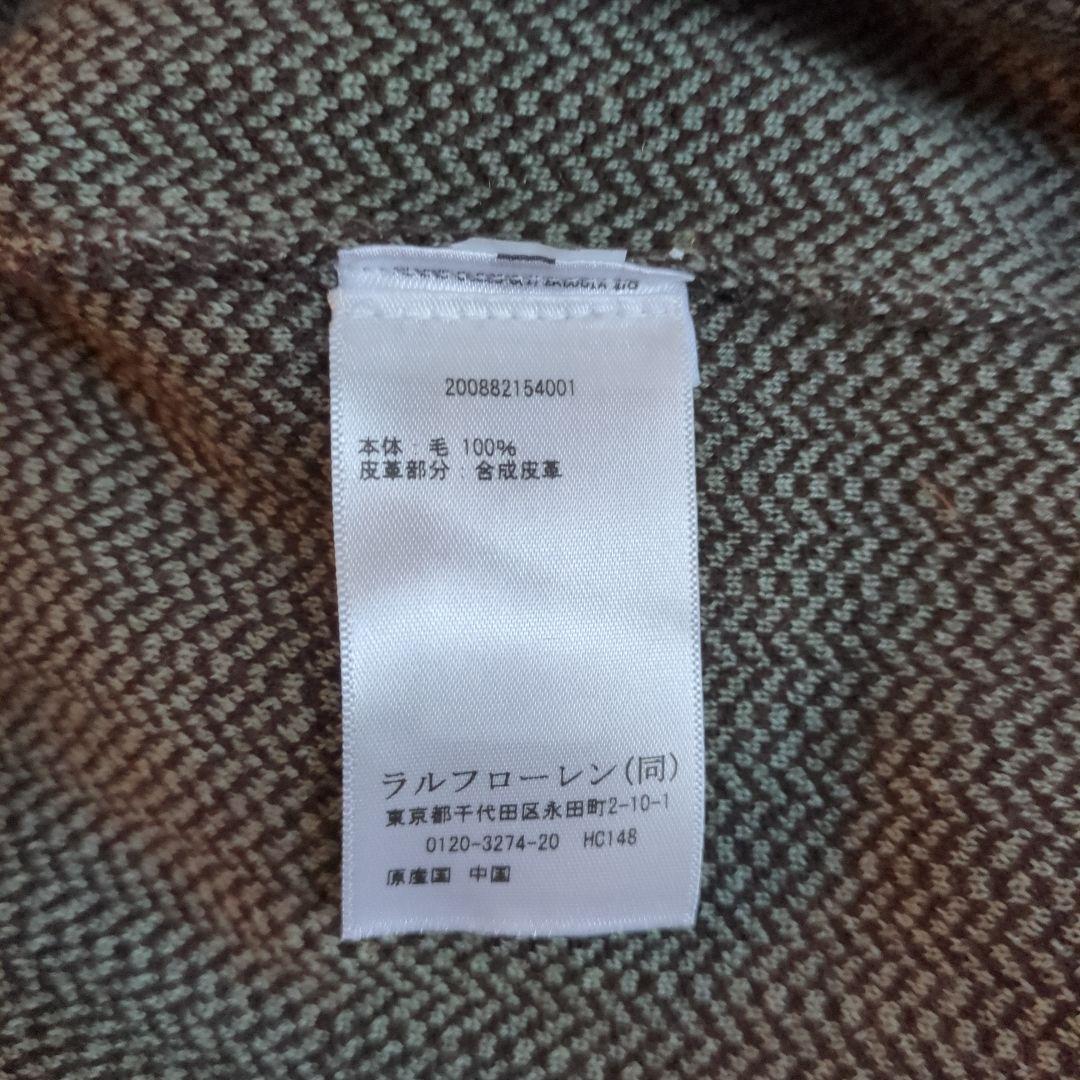 200882154001
本体：毛 100%
皮革部分：合成皮革
ラルフローレン(同)
東京都千代田区永田町2-10-1
0120-3274-20 HC148
原産国 中国